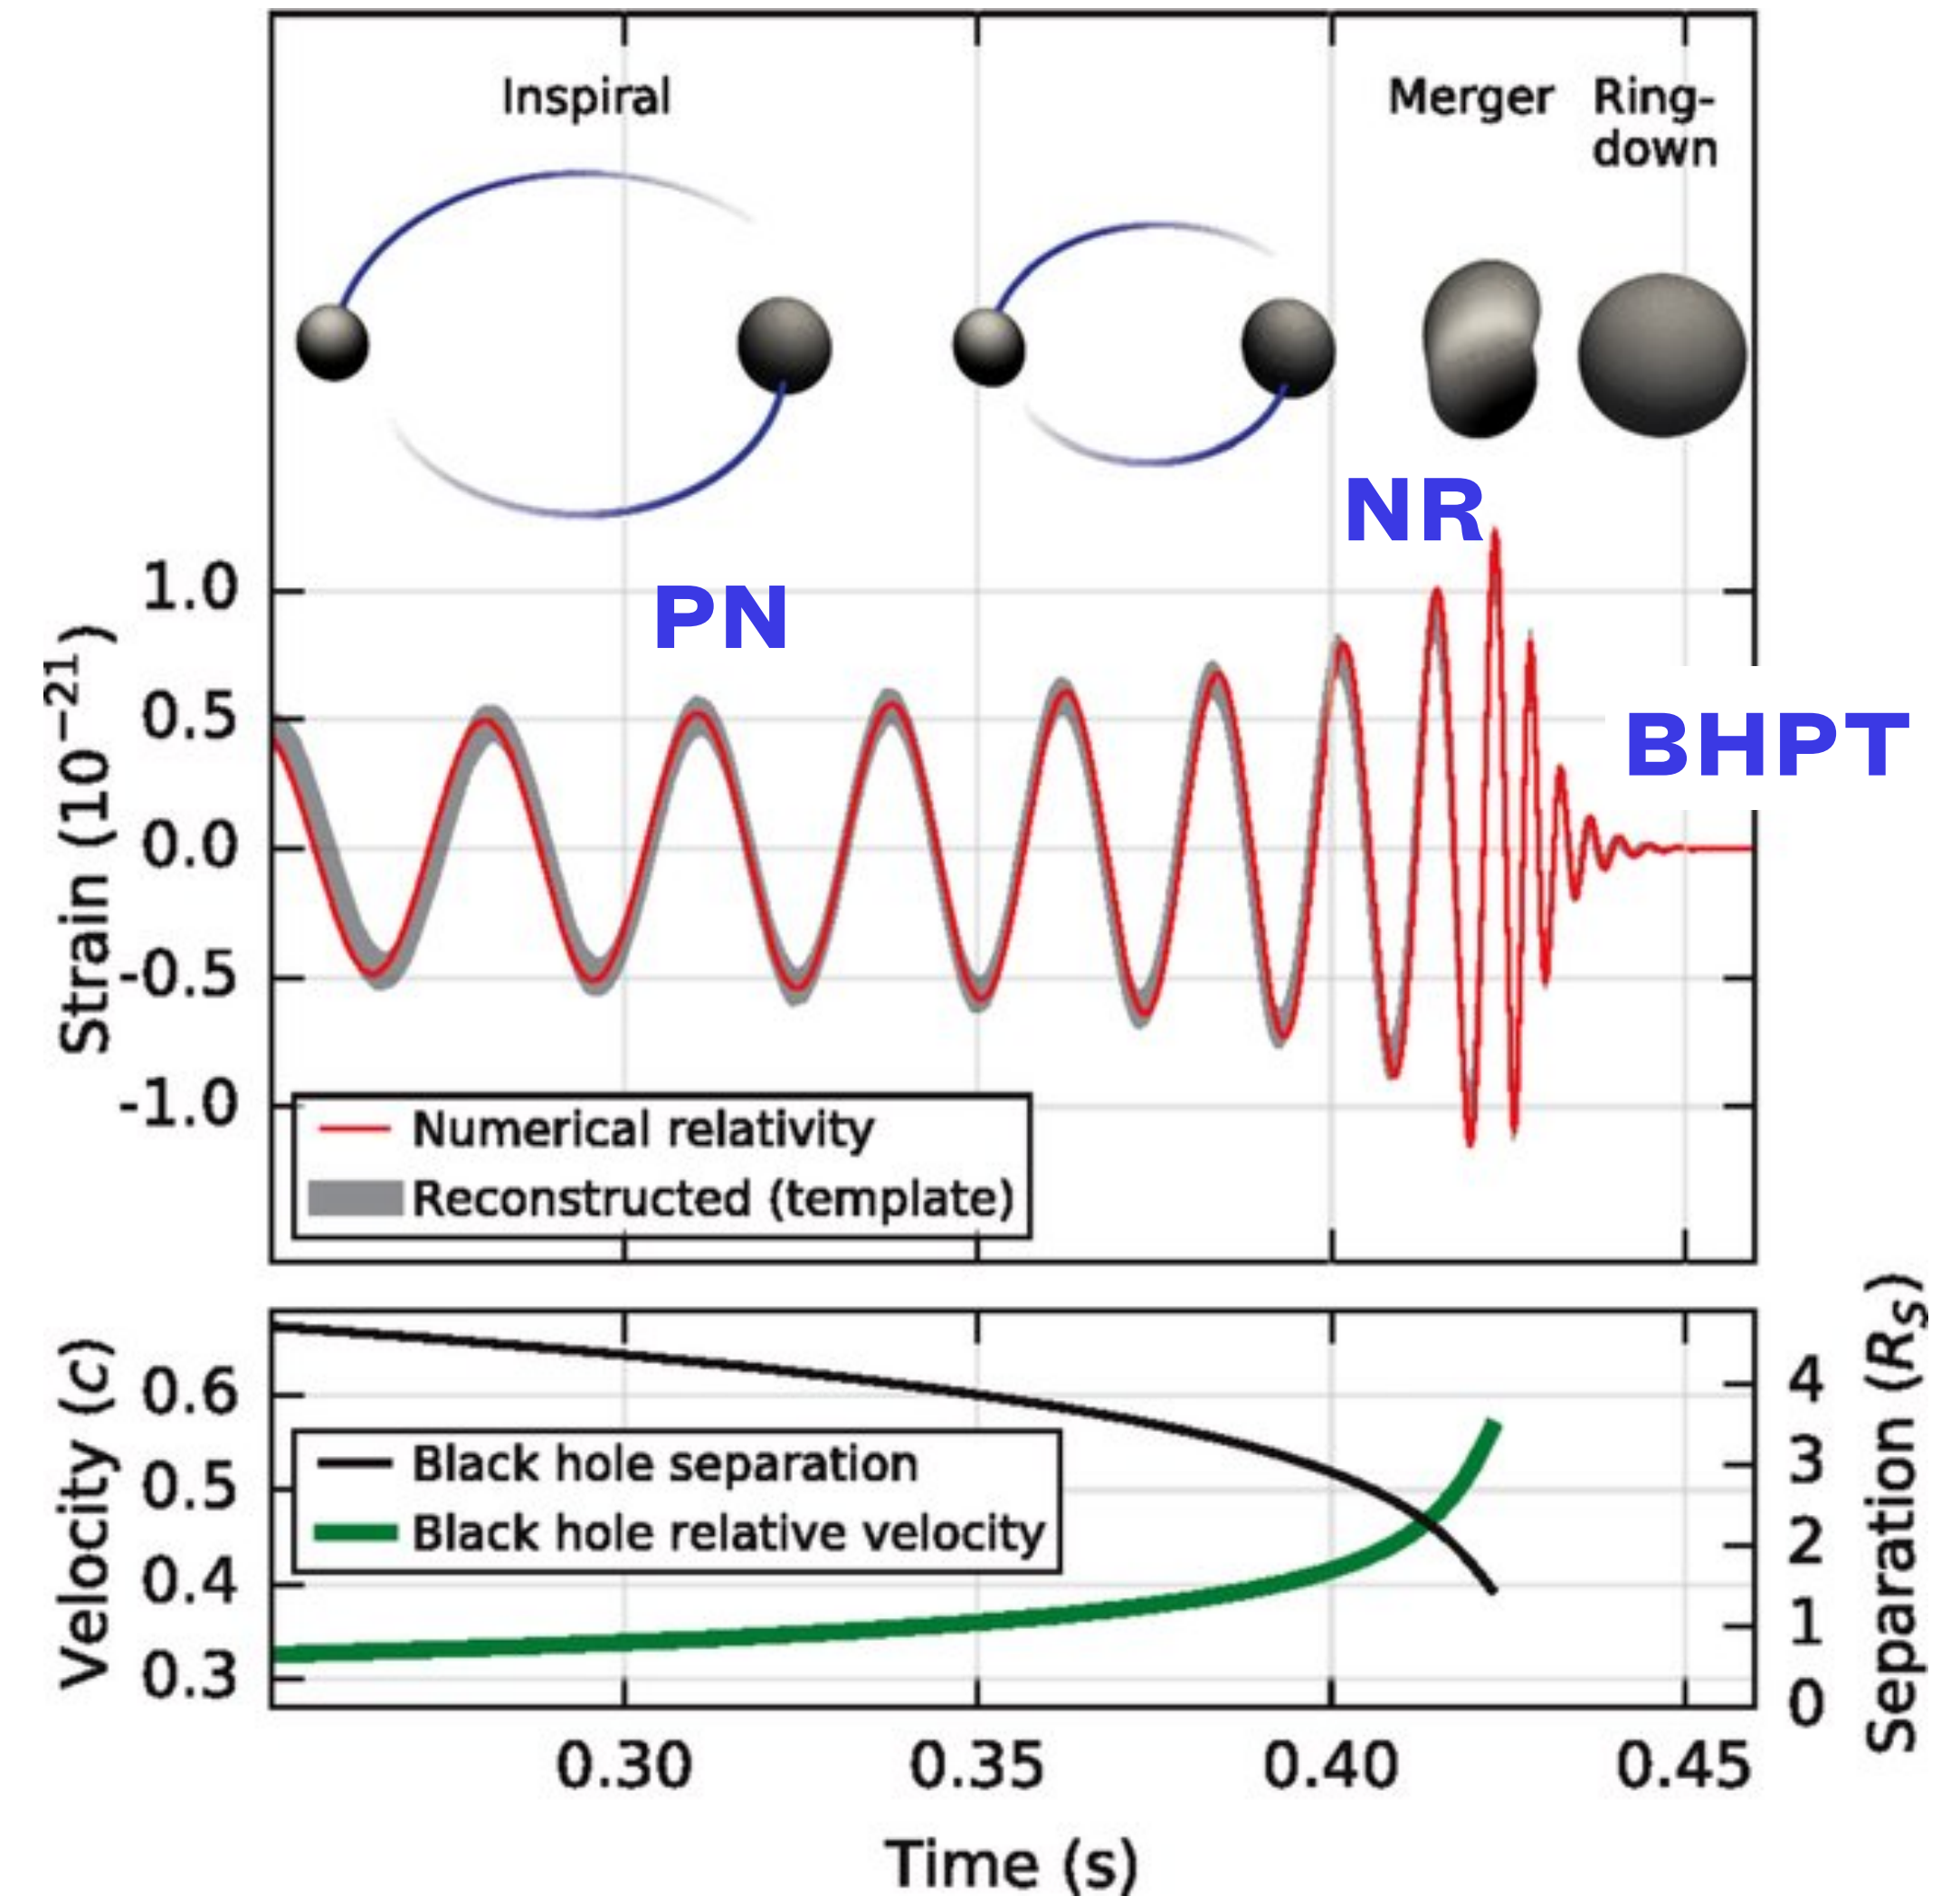 Inspiral
Merger
Ring-
down
NR
PN
BHPT
1.0
0.5
0.0
-0.5
-1.0
Strain (10⁻²¹)
Numerical relativity
Reconstructed (template)
Velocity (c)
0.6
0.5
0.4
0.3
Black hole separation
Black hole relative velocity
4
3
2
1
0
Separation (R_S)
0.30
0.35
0.40
0.45
Time (s)